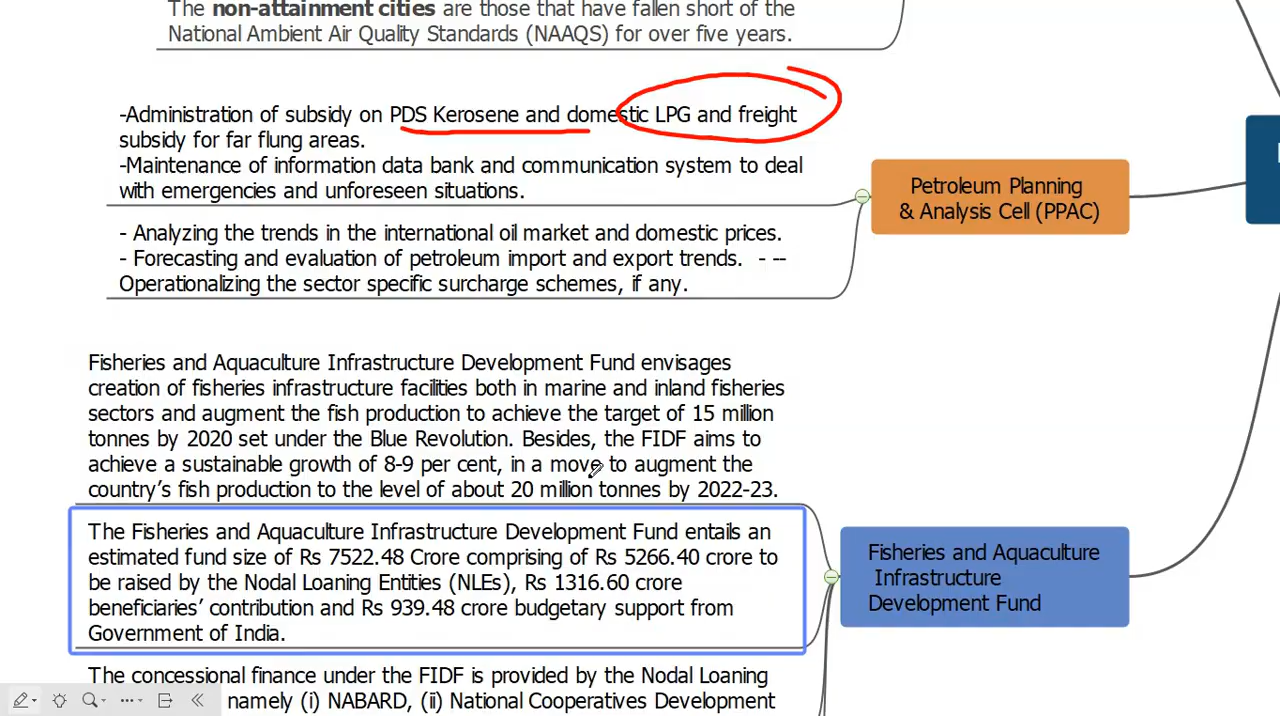 The non-attainment cities are those that have fallen short of the
National Ambient Air Quality Standards (NAAQS) for over five years.
-Administration of subsidy on PDS Kerosene and domestic LPG and freight
subsidy for far flung areas.
-Maintenance of information data bank and communication system to deal
with emergencies and unforeseen situations.
- Analyzing the trends in the international oil market and domestic prices.
- Forecasting and evaluation of petroleum import and export trends.  - --
Operationalizing the sector specific surcharge schemes, if any.
Petroleum Planning
& Analysis Cell (PPAC)
Fisheries and Aquaculture Infrastructure Development Fund envisages
creation of fisheries infrastructure facilities both in marine and inland fisheries
sectors and augment the fish production to achieve the target of 15 million
tonnes by 2020 set under the Blue Revolution. Besides, the FIDF aims to
achieve a sustainable growth of 8-9 per cent, in a move to augment the
country’s fish production to the level of about 20 million tonnes by 2022-23.
The Fisheries and Aquaculture Infrastructure Development Fund entails an
estimated fund size of Rs 7522.48 Crore comprising of Rs 5266.40 crore to
be raised by the Nodal Loaning Entities (NLEs), Rs 1316.60 crore
beneficiaries’ contribution and Rs 939.48 crore budgetary support from
Government of India.
Fisheries and Aquaculture
Infrastructure
Development Fund
The concessional finance under the FIDF is provided by the Nodal Loaning
namely (i) NABARD, (ii) National Cooperatives Development